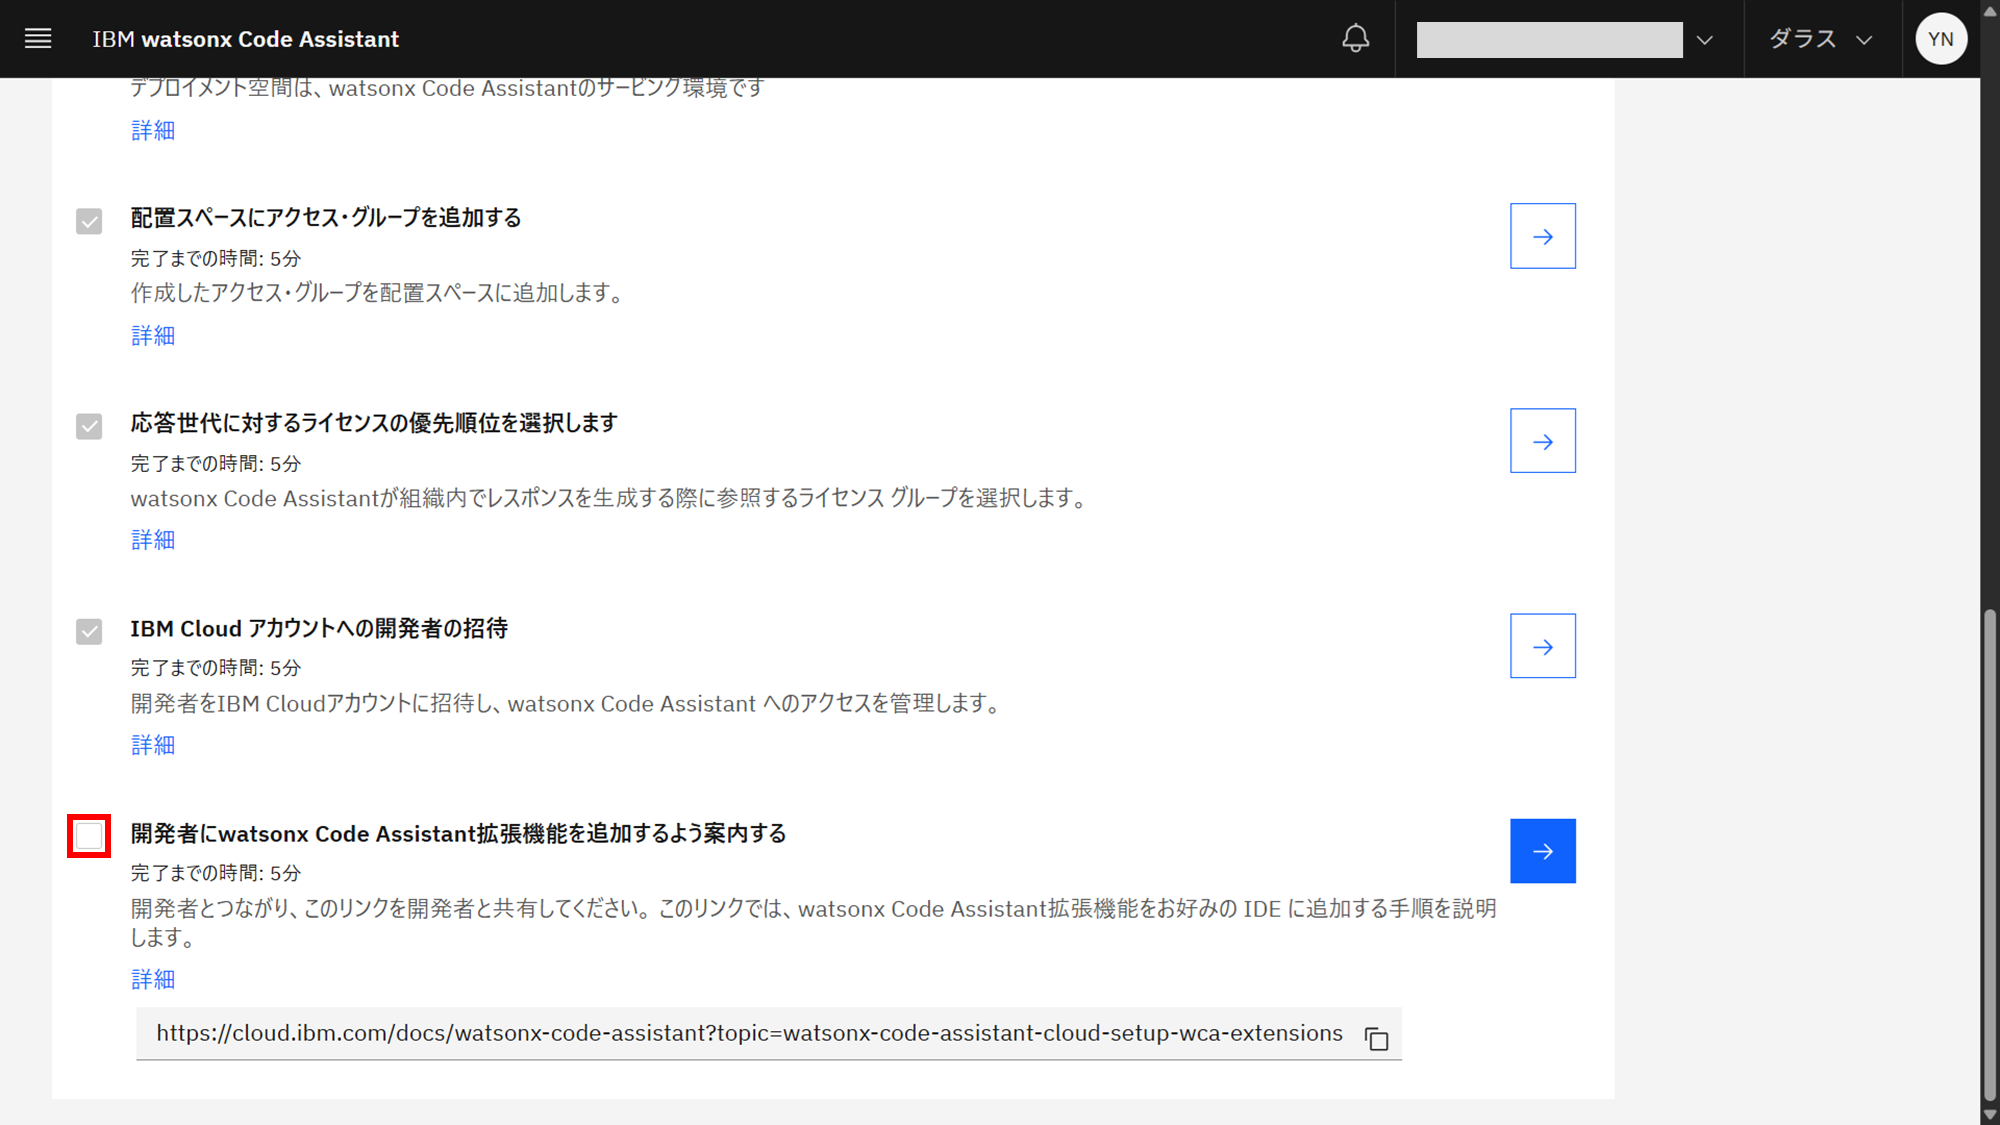 IBM watsonx Code Assistant
ダラス
YN
デプロイメント空間は、watsonx Code Assistantのサービング環境です
詳細
配置スペースにアクセス・グループを追加する
完了までの時間: 5分
作成したアクセス・グループを配置スペースに追加します。
詳細
応答世代に対するライセンスの優先順位を選択します
完了までの時間: 5分
watsonx Code Assistantが組織内でレスポンスを生成する際に参照するライセンス グループを選択します。
詳細
IBM Cloud アカウントへの開発者の招待
完了までの時間: 5分
開発者をIBM Cloudアカウントに招待し、watsonx Code Assistant へのアクセスを管理します。
詳細
開発者にwatsonx Code Assistant拡張機能を追加するよう案内する
完了までの時間: 5分
開発者とつながり、このリンクを開発者と共有してください。このリンクでは、watsonx Code Assistant拡張機能をお好みの IDE に追加する手順を説明
します。
詳細
https://cloud.ibm.com/docs/watsonx-code-assistant?topic=watsonx-code-assistant-cloud-setup-wca-extensions